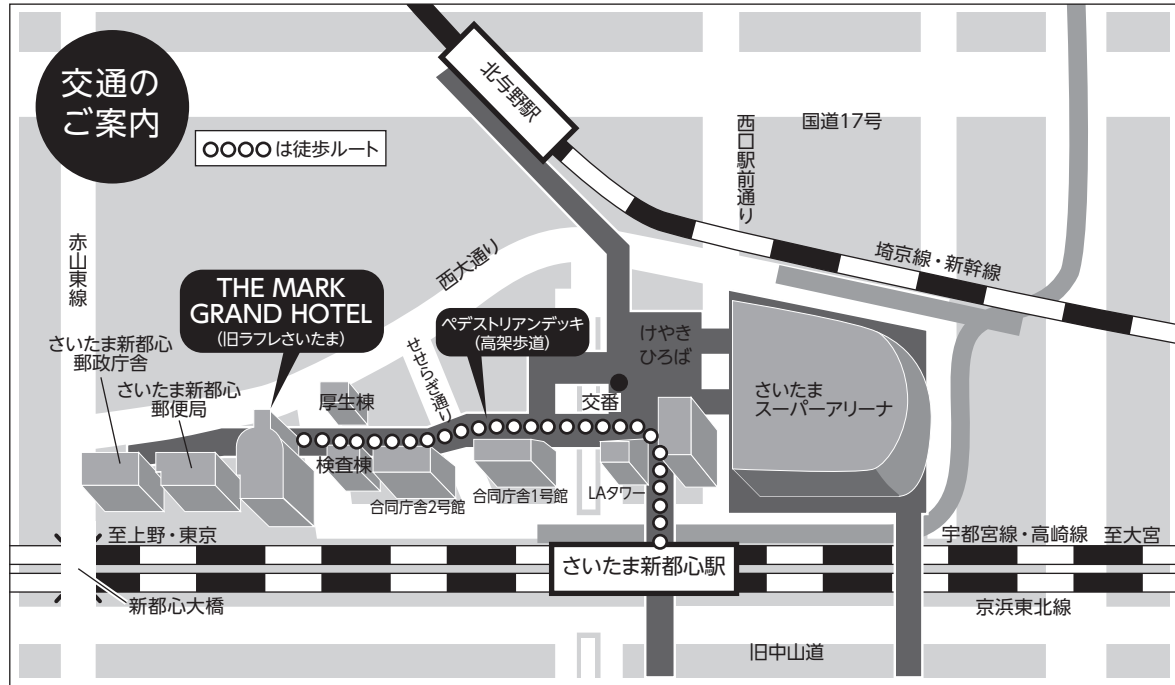 交通の
ご案内
○○○○は徒歩ルート
北与野駅
国道17号
西口駅前通り
埼京線・新幹線
赤山東線
西大通り
THE MARK
GRAND HOTEL
(旧ラフレさいたま)
ペデストリアンデッキ
(高架歩道)
けやき
ひろば
さいたま新都心
郵政庁舎
さいたま新都心
郵便局
厚生棟
せせらぎ通り
交番
さいたま
スーパーアリーナ
検査棟
合同庁舎2号館
合同庁舎1号館
LAタワー
至上野・東京
さいたま新都心駅
宇都宮線・高崎線
至大宮
新都心大橋
京浜東北線
旧中山道